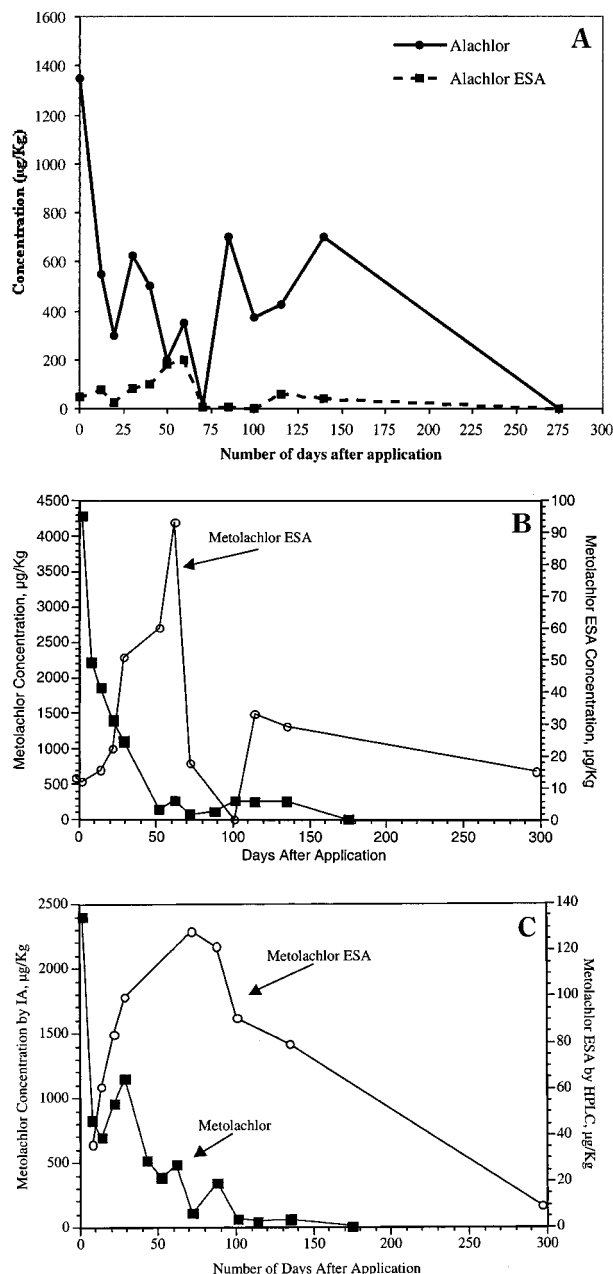 A
Alachlor
Alachlor ESA
Concentration (µg/Kg)
1600
1400
1200
1000
800
600
400
200
0
0 25 50 75 100 125 150 175 200 225 250 275 300
Number of days after application
B
Metolachlor ESA
Metolachlor Concentration, µg/Kg
4500
4000
3500
3000
2500
2000
1500
1000
500
0
Metolachlor ESA Concentration, µg/Kg
100
90
80
70
60
50
40
30
20
10
0
0 50 100 150 200 250 300
Days After Application
C
Metolachlor ESA
Metolachlor
Metolachlor Concentration by IA, µg/Kg
2500
2000
1500
1000
500
0
Metolachlor ESA by HPLC, µg/Kg
140
120
100
80
60
40
20
0
0 50 100 150 200 250 300
Number of Days After Application